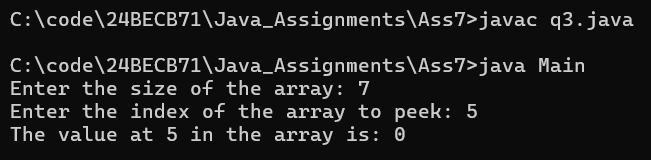 C:\code\24BECB71\Java_Assignments\Ass7>javac q3.java
C:\code\24BECB71\Java_Assignments\Ass7>java Main
Enter the size of the array: 7
Enter the index of the array to peek: 5
The value at 5 in the array is: 0